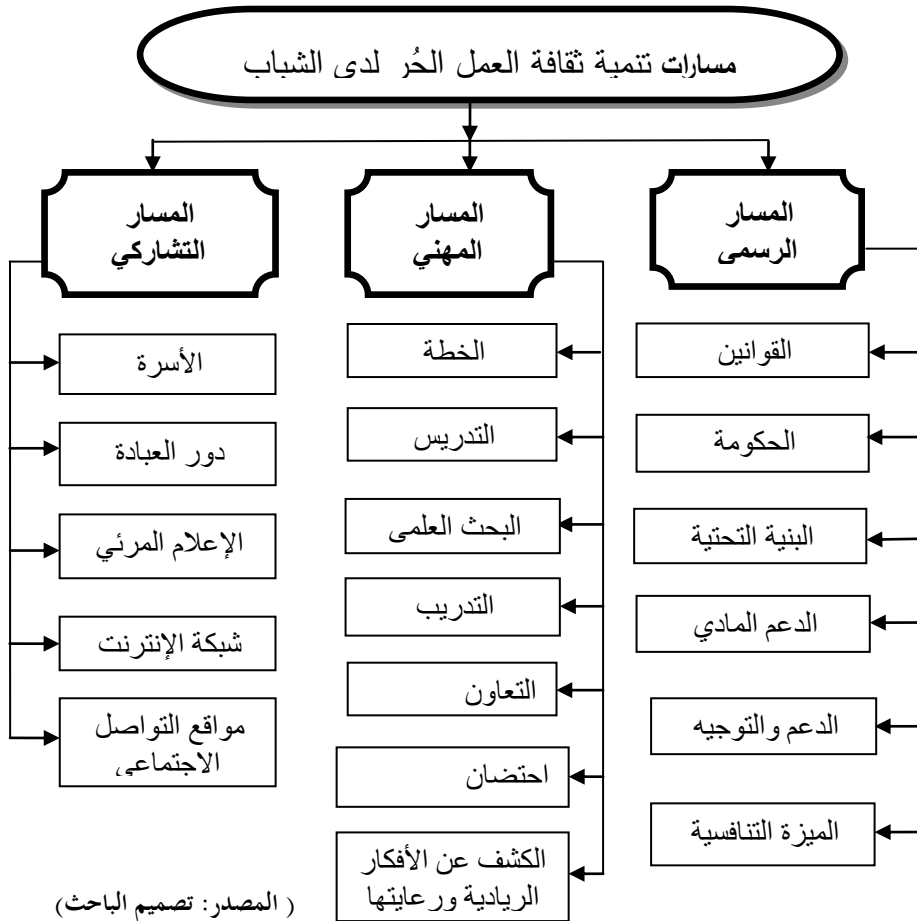 مسارات تنمية ثقافة العمل الحُر لدى الشباب
المسار
الرسمى
القوانين
الحكومة
البنية التحتية
الدعم المادي
الدعم والتوجيه
الميزة التنافسية
المسار
المهني
الخطة
التدريس
البحث العلمى
التدريب
التعاون
احتضان
الكشف عن الأفكار
الريادية ورعايتها
المسار
التشاركي
الأسرة
دور العبادة
الإعلام المرئي
شبكة الإنترنت
مواقع التواصل
الاجتماعى
( المصدر: تصميم الباحث)